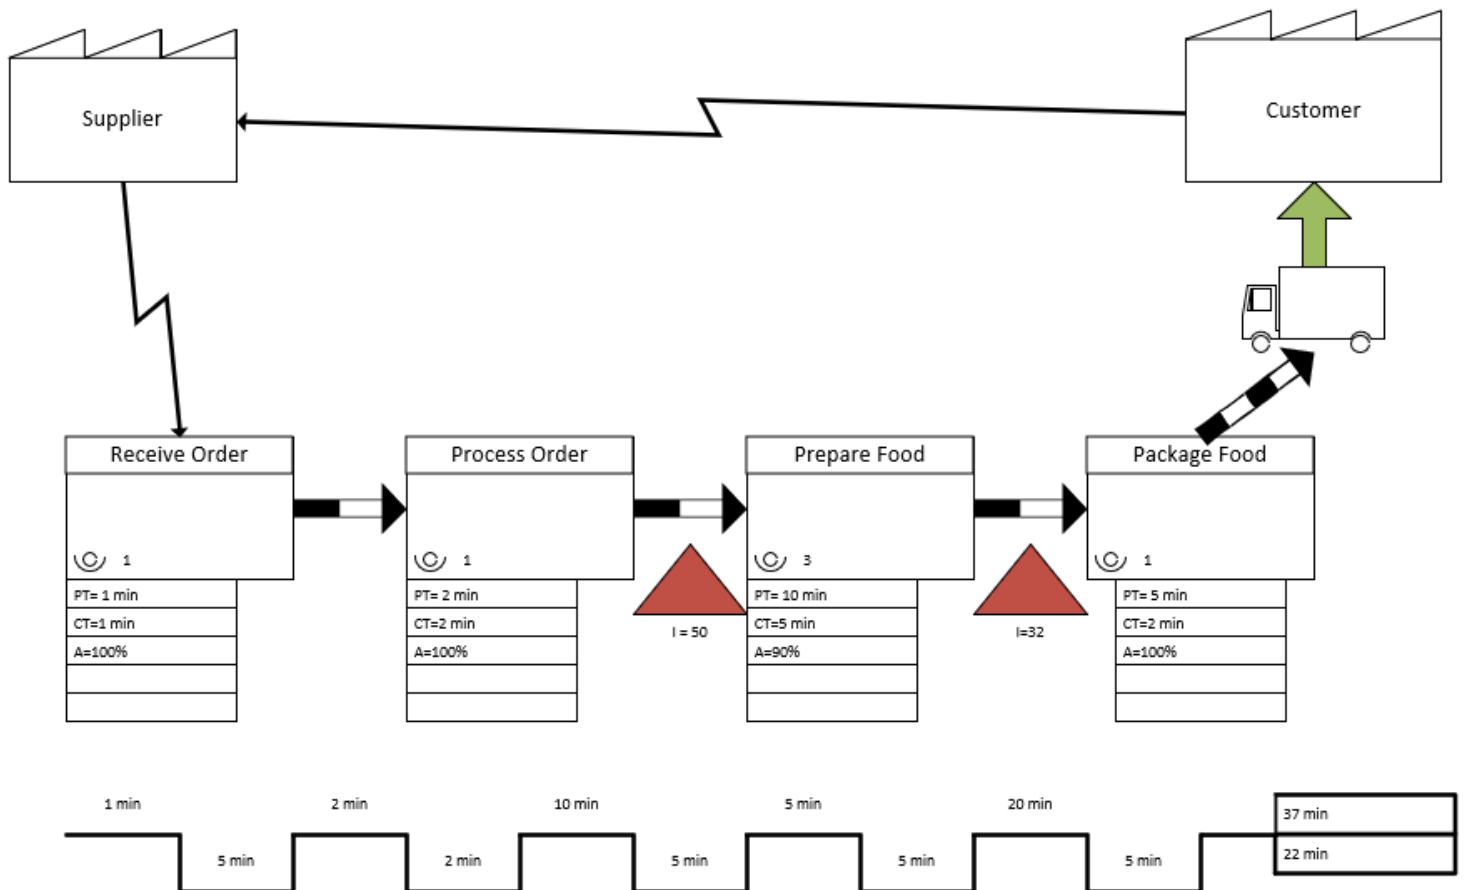 Supplier
Customer
Receive Order
Process Order
Prepare Food
Package Food
1
1
3
1
PT= 1 min
PT= 2 min
PT= 10 min
PT= 5 min
CT=1 min
CT=2 min
I = 50
CT=5 min
I=32
CT=2 min
A=100%
A=100%
A=90%
A=100%
1 min
2 min
10 min
5 min
20 min
37 min
5 min
2 min
5 min
5 min
5 min
22 min